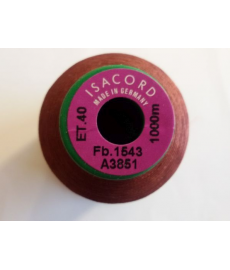 ISACORD
MADE IN GERMANY
ET.40
1000m
Fb.1543
A3851